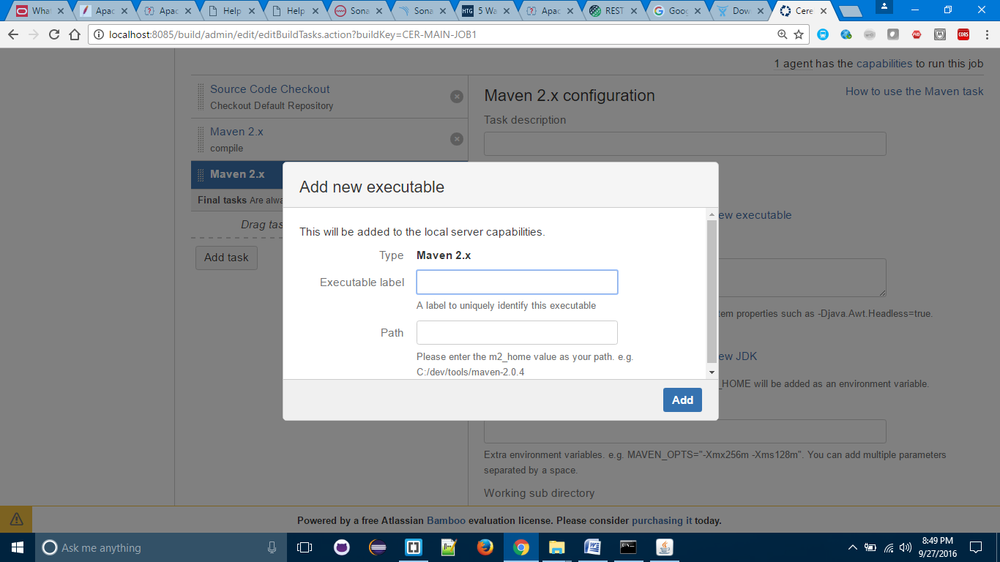 What
Apac
Apac
Help
Help
Sona
Sona
HTG 5 Wa
Apac
REST
Goog
Dow
Cere
localhost:8085/build/admin/edit/editBuildTasks.action?buildKey=CER-MAIN-JOB1
CORS
1 agent has the capabilities to run this job
Source Code Checkout
Checkout Default Repository
Maven 2.x
compile
Maven 2.x
Final tasks Are alwa
Drag tas
Add task
Maven 2.x configuration
How to use the Maven task
Task description
ew executable
tem properties such as -Djava.Awt.Headless=true.
ew JDK
_HOME will be added as an environment variable.
Extra environment variables. e.g. MAVEN_OPTS="-Xmx256m -Xms128m". You can add multiple parameters
separated by a space.
Working sub directory
Add new executable
This will be added to the local server capabilities.
Type Maven 2.x
Executable label
A label to uniquely identify this executable
Path
Please enter the m2_home value as your path. e.g.
C:/dev/tools/maven-2.0.4
Add
Powered by a free Atlassian Bamboo evaluation license. Please consider purchasing it today.
Ask me anything
8:49 PM
9/27/2016